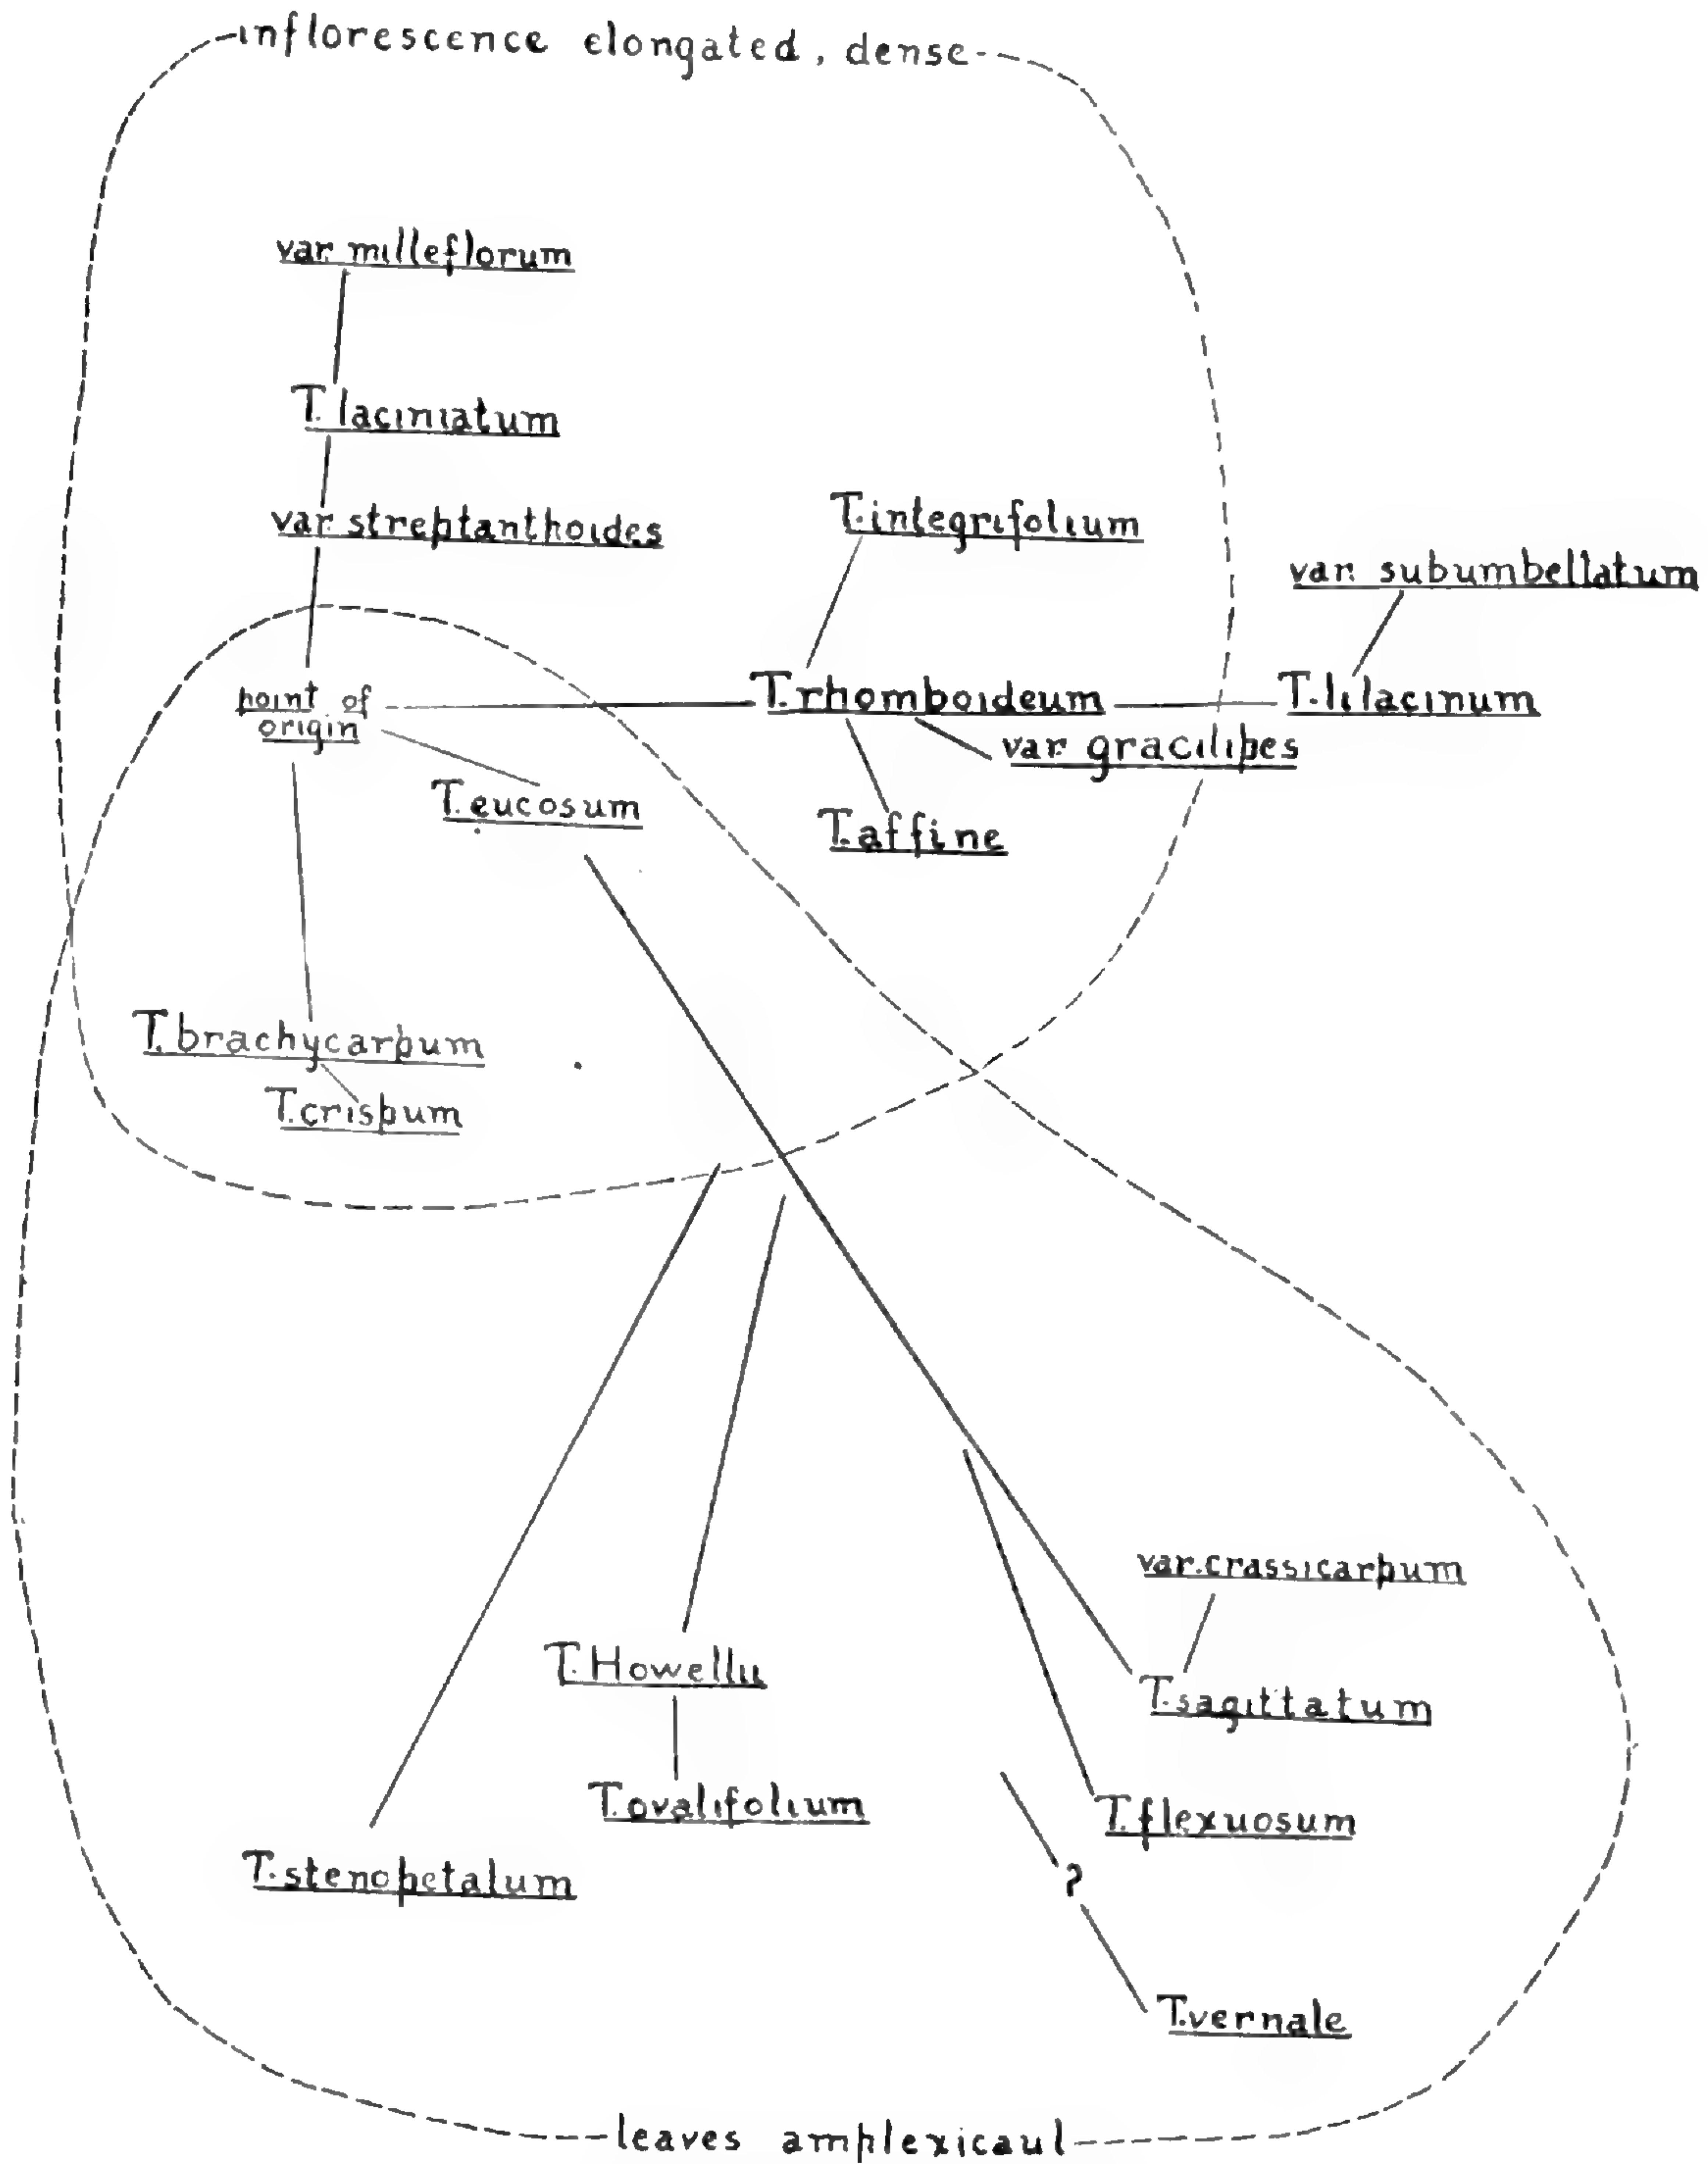 inflorescence elongated, dense
var. milleflorum
T. laciniatum
var. streptanthoides
T. integrifolium
var. subumbellatum
point of
origin
T. rhomboideum
T. lilacinum
var. gracilipes
T. eucosum
T. affine
T. brachycarpum
T. crispum
var. crassicarpum
T. Howellii
T. sagittatum
T. ovalifolium
T. flexuosum
T. stenopetalum
?
T. vernale
leaves amplexicaul